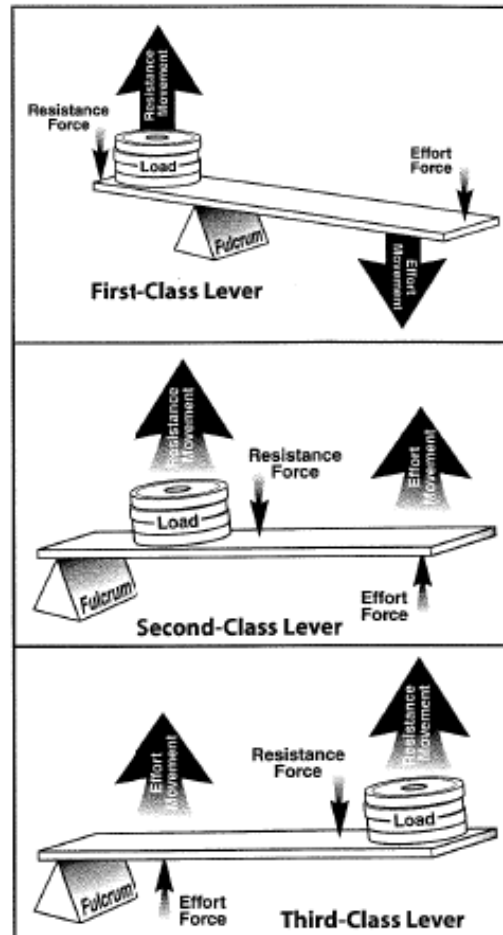 Resistance
Movement
Resistance
Force
Load
Effort
Force
Fulcrum
Effort
Movement
First-Class Lever
Resistance
Movement
Resistance
Force
Effort
Movement
Load
Fulcrum
Effort
Force
Second-Class Lever
Effort
Movement
Resistance
Force
Resistance
Movement
Load
Fulcrum
Effort
Force
Third-Class Lever